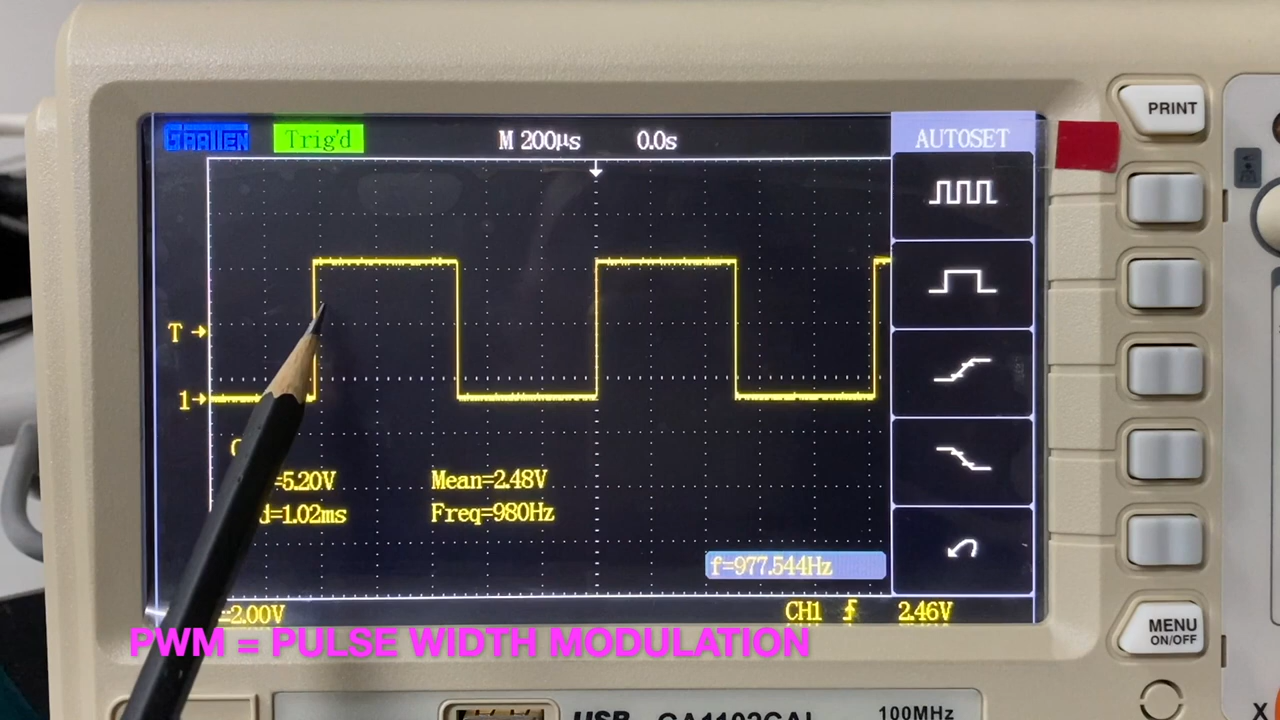 GRATTEN Trig'd M 200μs 0.0s AUTOSET
PRINT
T
1
=5.20V Mean=2.48V
d=1.02ms Freq=980Hz
f=977.544Hz
=2.00V CH1 2.46V
MENU
ON/OFF
PWM = PULSE WIDTH MODULATION
USB 100MHz
X